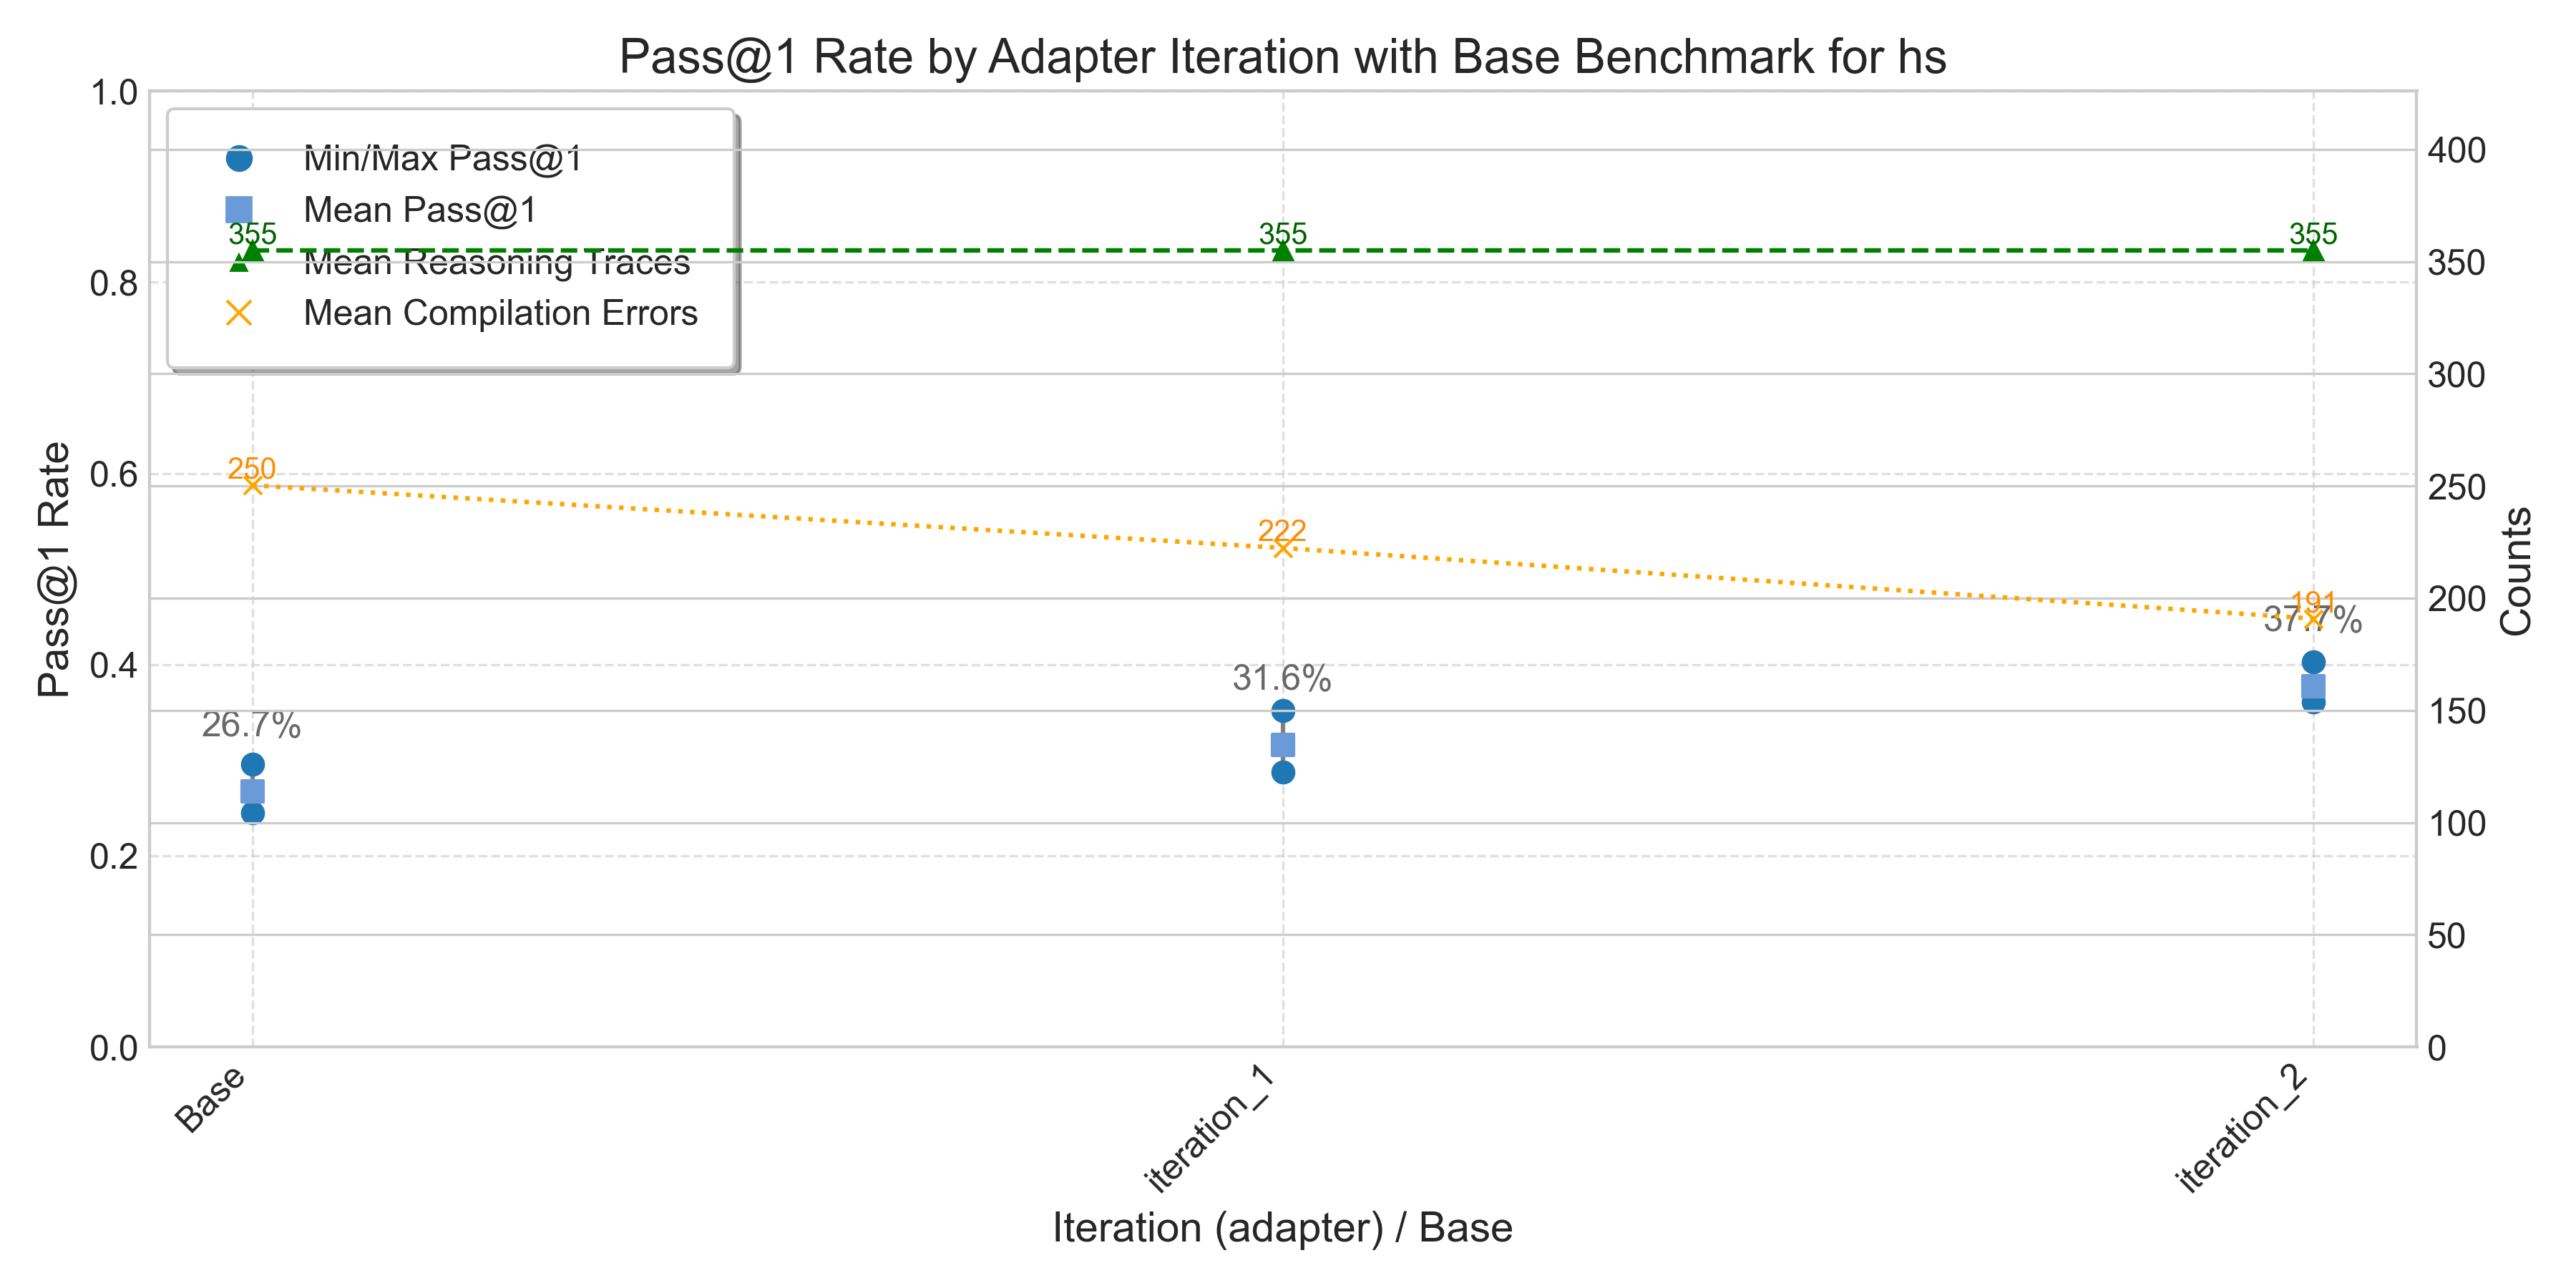 Pass@1 Rate by Adapter Iteration with Base Benchmark for hs
1.0
0.8
0.6
0.4
0.2
0.0
Pass@1 Rate
Min/Max Pass@1
Mean Pass@1
Mean Reasoning Traces
Mean Compilation Errors
355
355
355
250
222
191
26.7%
31.6%
37.7%
400
350
300
250
200
150
100
50
0
Counts
Base
iteration_1
iteration_2
Iteration (adapter) / Base